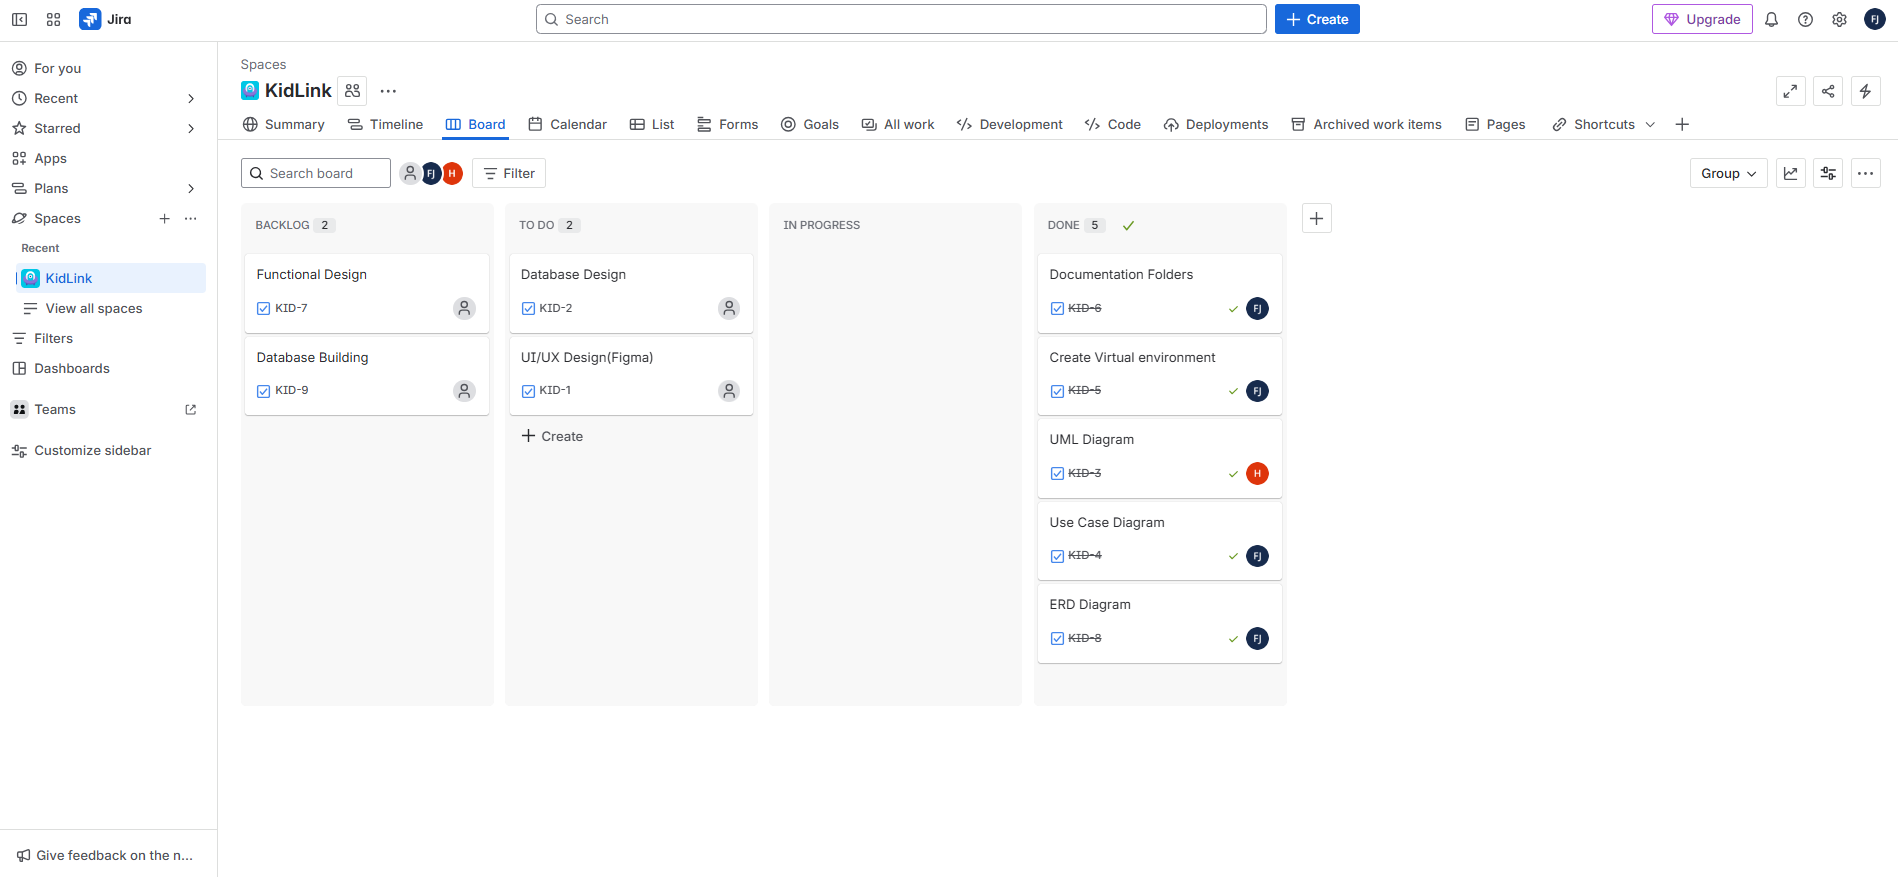 Jira
Search
Create
Upgrade
FJ
For you
Recent
Starred
Apps
Plans
Spaces
Recent
KidLink
View all spaces
Filters
Dashboards
Teams
Customize sidebar
Give feedback on the n...
Spaces
KidLink
Summary Timeline Board Calendar List Forms Goals All work Development Code Deployments Archived work items Pages Shortcuts
Search board
FJ H
Filter
Group
BACKLOG 2
Functional Design
KID-7
Database Building
KID-9
TO DO 2
Database Design
KID-2
UI/UX Design(Figma)
KID-1
Create
IN PROGRESS
DONE 5
Documentation Folders
KID-6 FJ
Create Virtual environment
KID-5 FJ
UML Diagram
KID-3 H
Use Case Diagram
KID-4 FJ
ERD Diagram
KID-8 FJ